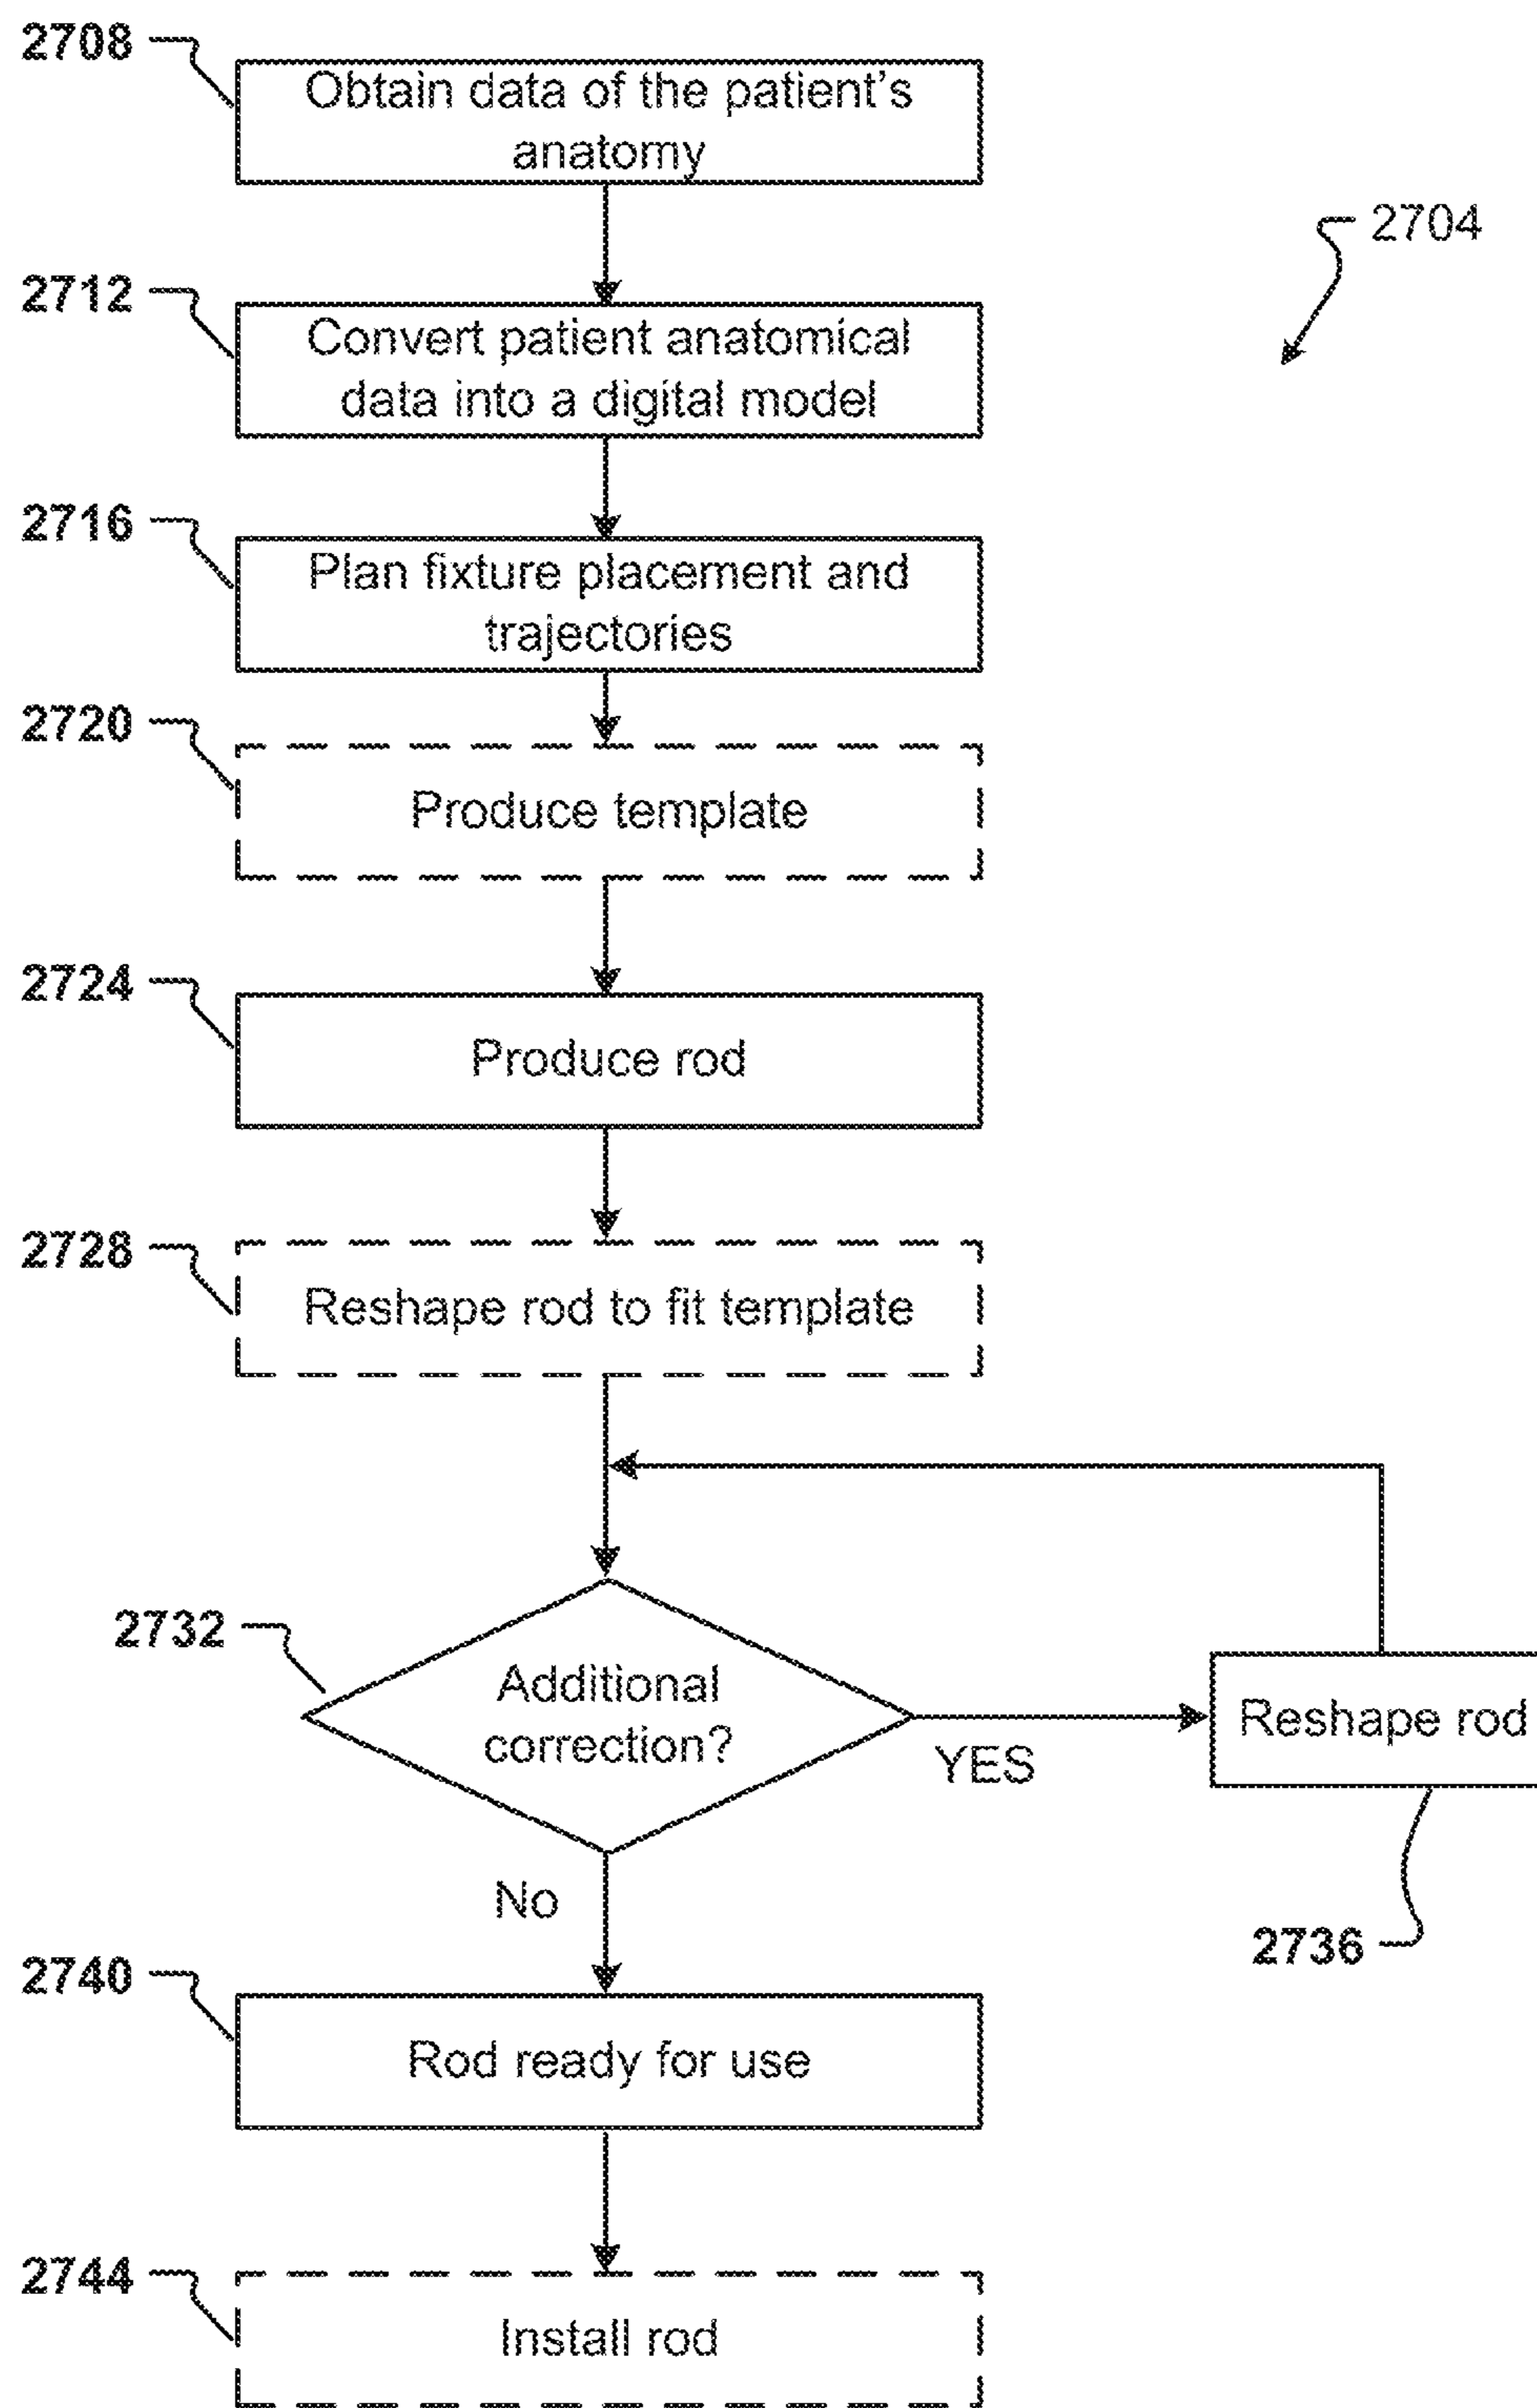 2708
Obtain data of the patient's
anatomy
2704
2712
Convert patient anatomical
data into a digital model
2716
Plan fixture placement and
trajectories
2720
Produce template
2724
Produce rod
2728
Reshape rod to fit template
2732
Additional
correction?
YES
Reshape rod
No
2736
2740
Rod ready for use
2744
Install rod